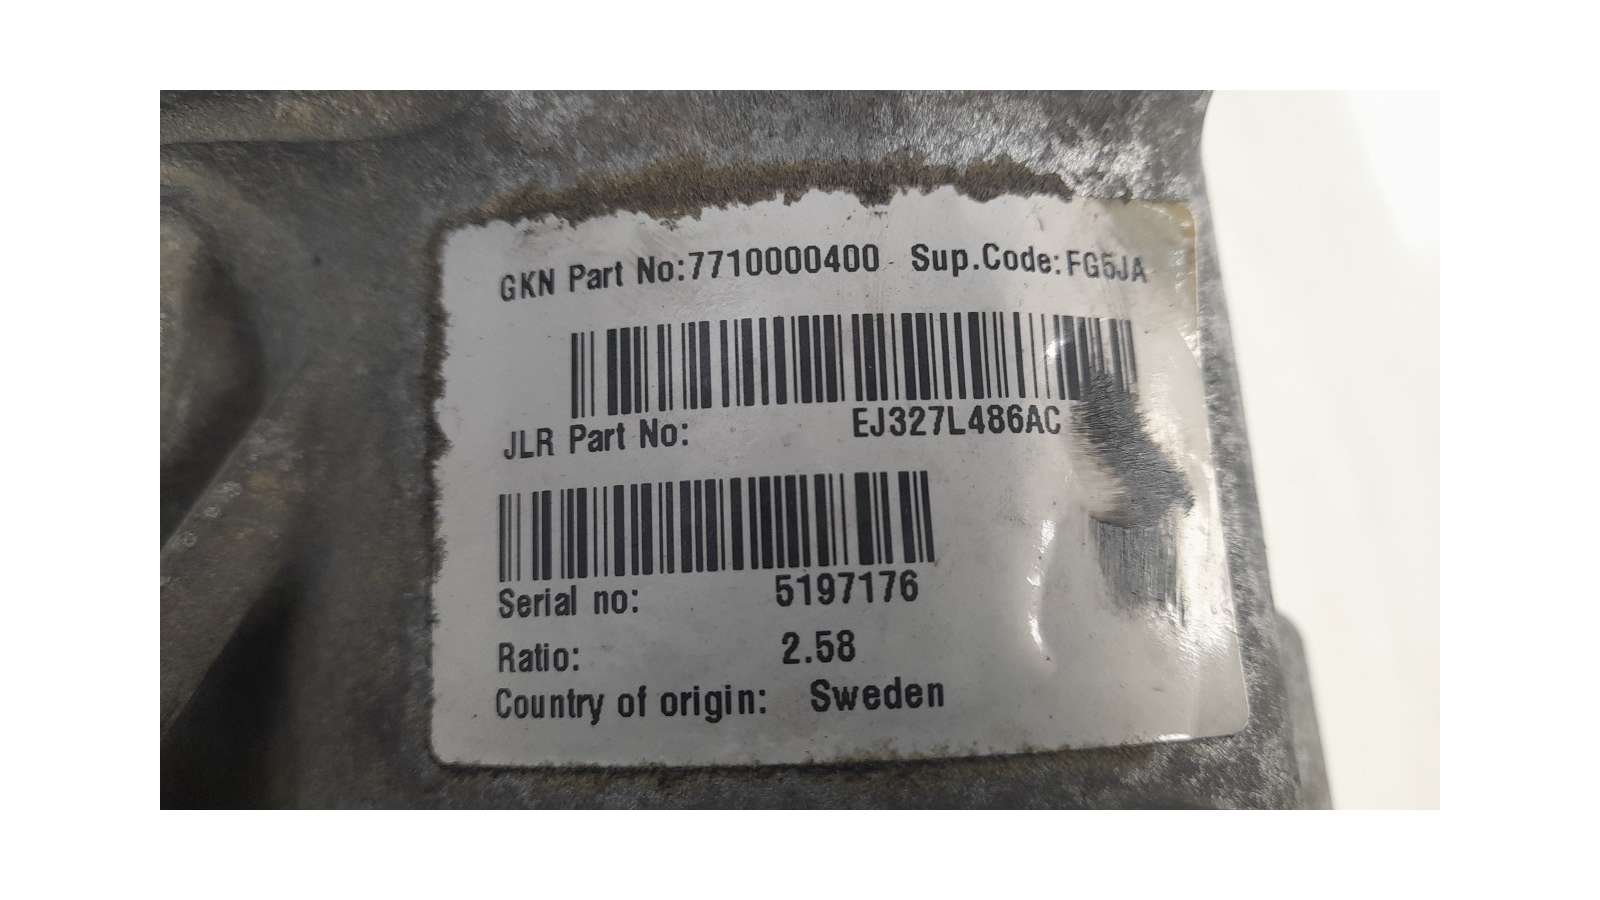 GKN Part No:7710000400 Sup.Code:FG5JA
JLR Part No: EJ327L486AC
Serial no: 5197176
Ratio: 2.58
Country of origin: Sweden